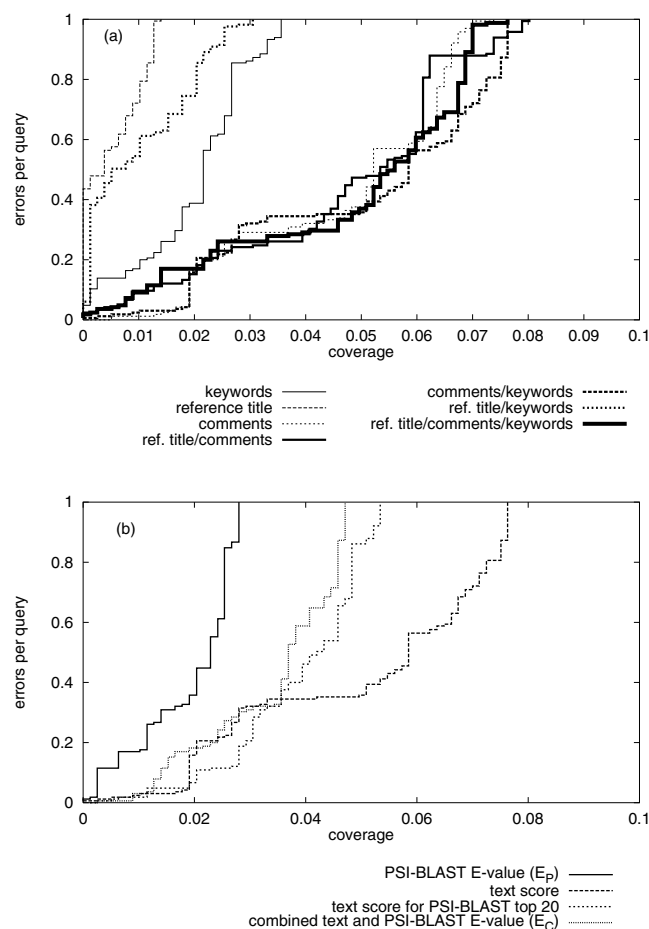 (a)
errors per query
1
0.8
0.6
0.4
0.2
0
0 0.01 0.02 0.03 0.04 0.05 0.06 0.07 0.08 0.09 0.1
coverage
keywords
reference title
comments
ref. title/comments
comments/keywords
ref. title/keywords
ref. title/comments/keywords
(b)
errors per query
1
0.8
0.6
0.4
0.2
0
0 0.02 0.04 0.06 0.08 0.1
coverage
PSI-BLAST E-value (E_P)
text score
text score for PSI-BLAST top 20
combined text and PSI-BLAST E-value (E_C)